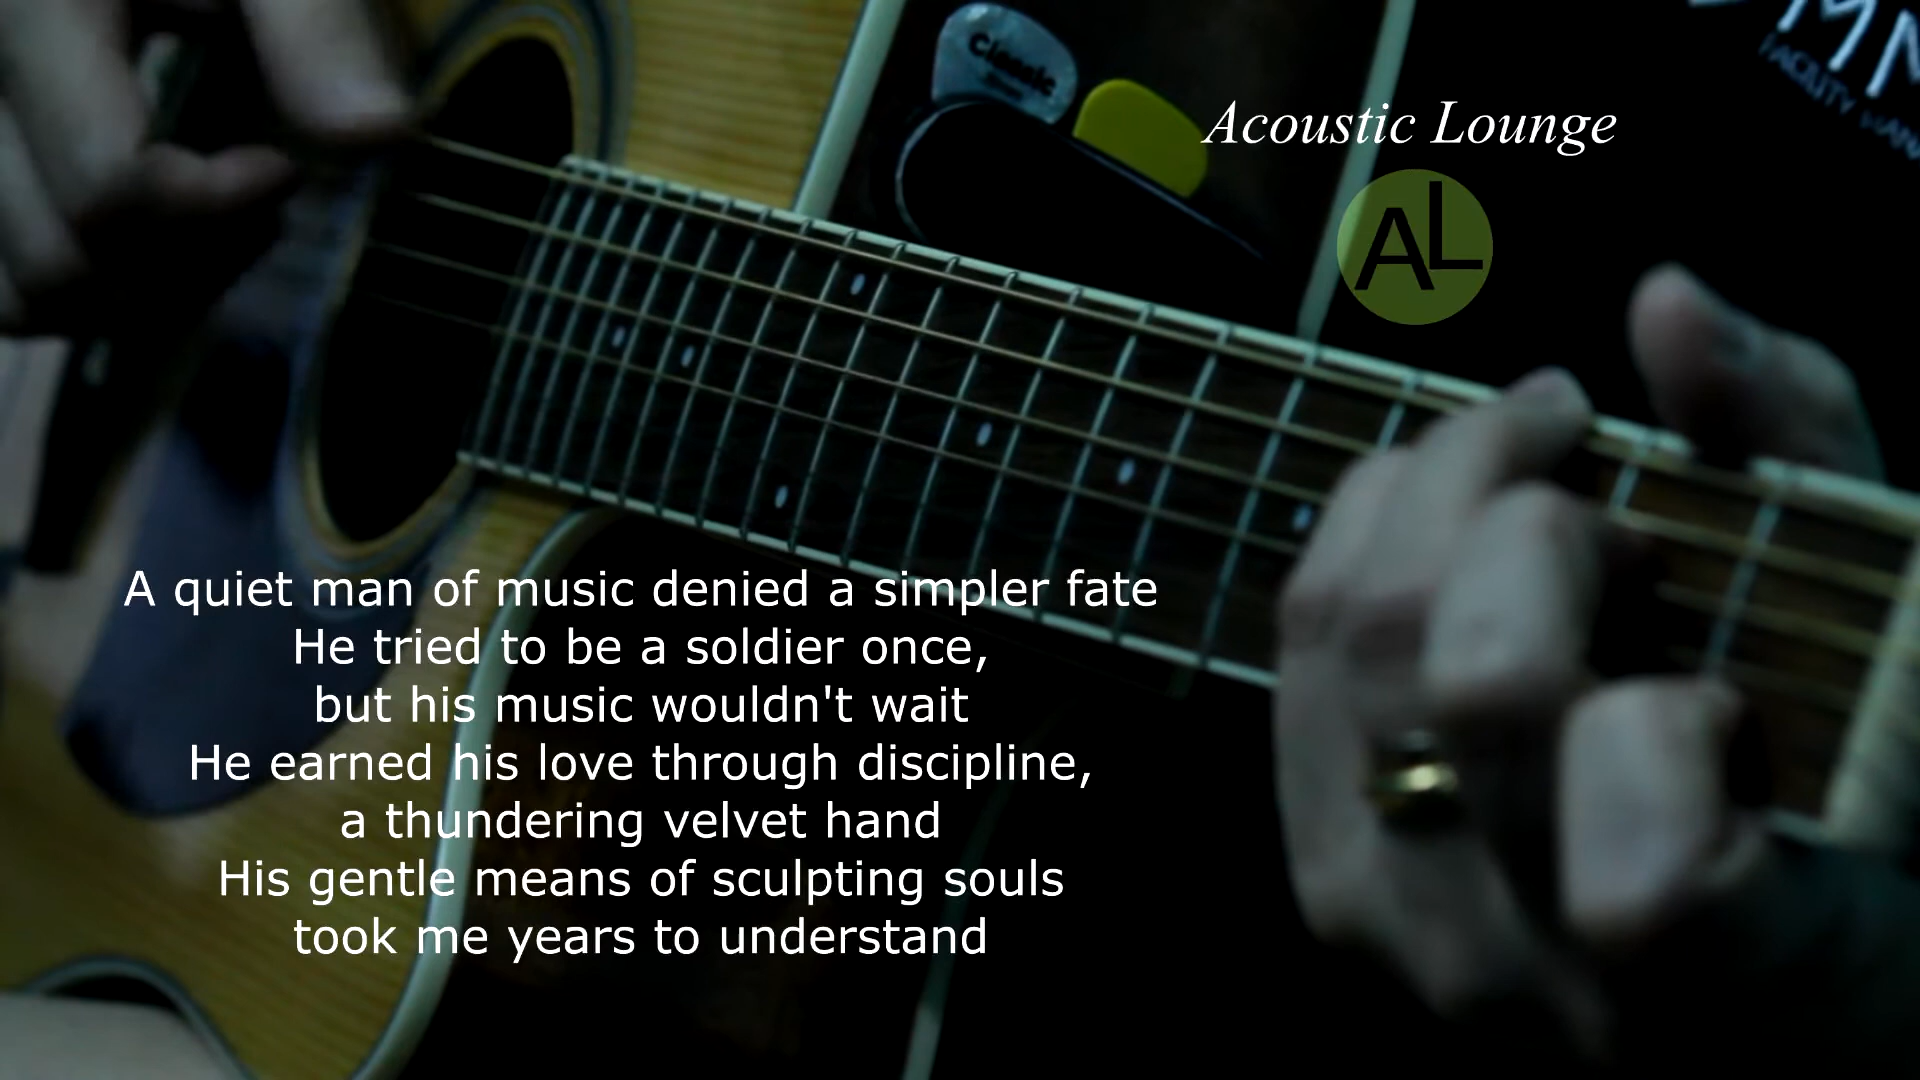 Classic
Acoustic Lounge
AL
FACILITY
A quiet man of music denied a simpler fate
He tried to be a soldier once,
but his music wouldn't wait
He earned his love through discipline,
a thundering velvet hand
His gentle means of sculpting souls
took me years to understand